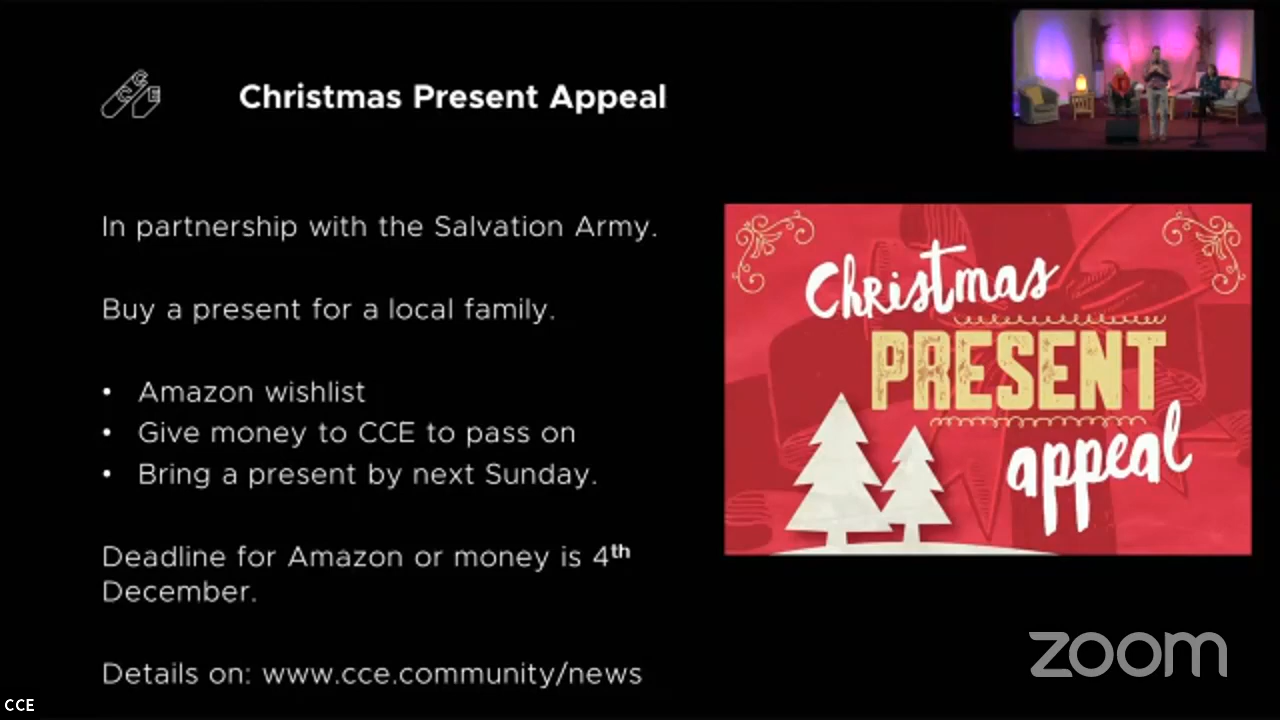 Christmas Present Appeal
In partnership with the Salvation Army.
Buy a present for a local family.
• Amazon wishlist
• Give money to CCE to pass on
• Bring a present by next Sunday.
Deadline for Amazon or money is 4th
December.
Details on: www.cce.community/news
Christmas
PRESENT
appeal
zoom
CCE